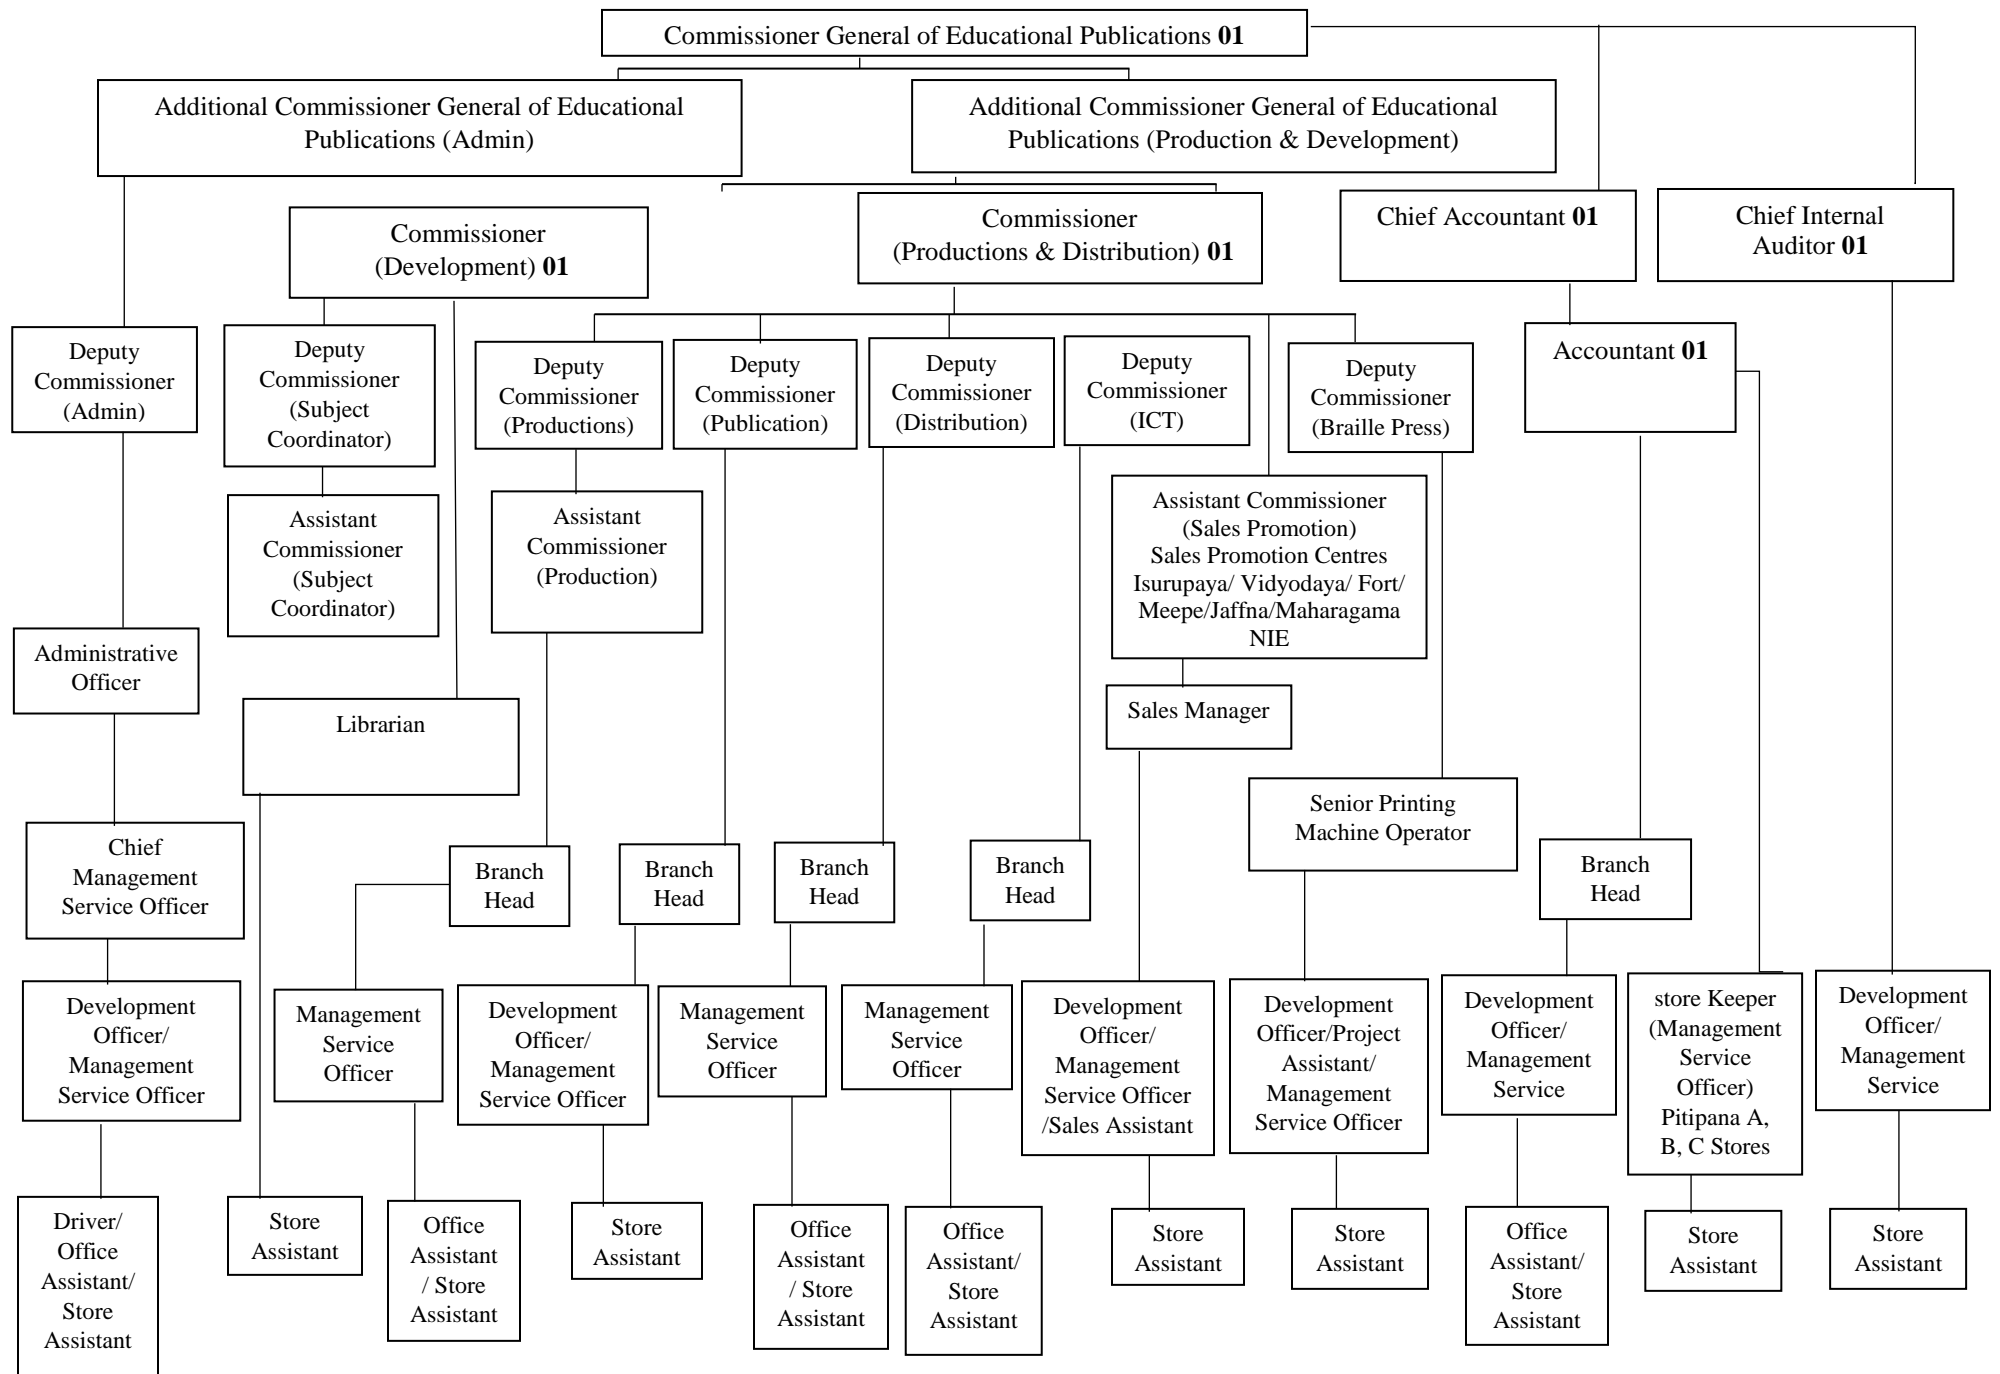 Commissioner General of Educational Publications 01
Additional Commissioner General of Educational
Publications (Admin)
Additional Commissioner General of Educational
Publications (Production & Development)
Commissioner
(Development) 01
Commissioner
(Productions & Distribution) 01
Chief Accountant 01
Chief Internal
Auditor 01
Deputy
Commissioner
(Admin)
Deputy
Commissioner
(Subject
Coordinator)
Deputy
Commissioner
(Productions)
Deputy
Commissioner
(Publication)
Deputy
Commissioner
(Distribution)
Deputy
Commissioner
(ICT)
Deputy
Commissioner
(Braille Press)
Accountant 01
Assistant
Commissioner
(Subject
Coordinator)
Assistant
Commissioner
(Production)
Assistant Commissioner
(Sales Promotion)
Sales Promotion Centres
Isurupaya/ Vidyodaya/ Fort/
Meepe/Jaffna/Maharagama
NIE
Administrative
Officer
Librarian
Sales Manager
Senior Printing
Machine Operator
Chief
Management
Service Officer
Branch
Head
Branch
Head
Branch
Head
Branch
Head
Branch
Head
Development
Officer/
Management
Service Officer
Management
Service
Officer
Development
Officer/
Management
Service Officer
Management
Service
Officer
Management
Service
Officer
Development
Officer/
Management
Service Officer
/Sales Assistant
Development
Officer/Project
Assistant/
Management
Service Officer
Development
Officer/
Management
Service
store Keeper
(Management
Service
Officer)
Pitipana A,
B, C Stores
Development
Officer/
Management
Service
Driver/
Office
Assistant/
Store
Assistant
Store
Assistant
Office
Assistant
/ Store
Assistant
Store
Assistant
Office
Assistant
/ Store
Assistant
Office
Assistant/
Store
Assistant
Store
Assistant
Store
Assistant
Office
Assistant/
Store
Assistant
Store
Assistant
Store
Assistant